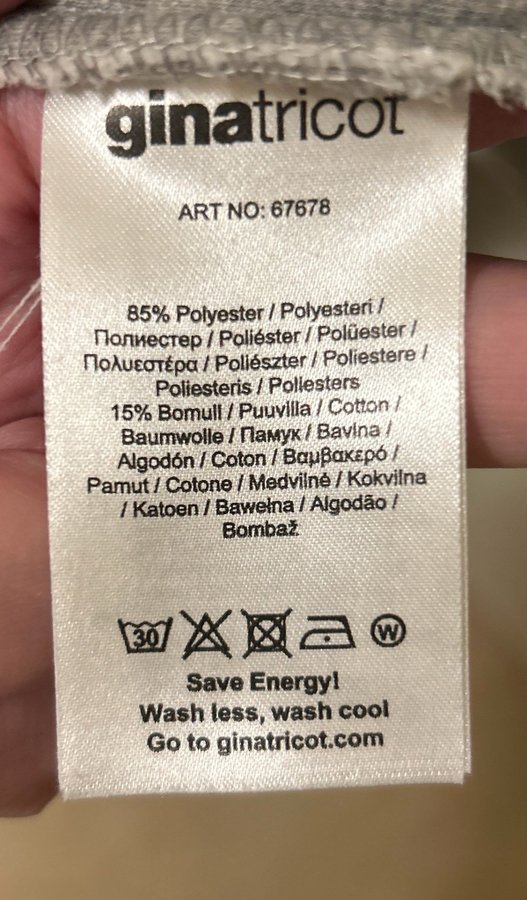 ginatricot
ART NO: 67678
85% Polyester / Polyesteri /
Полиестер / Poliéster / Polüester /
Πολυεστέρα / Poliészter / Poliestere /
Poliesteris / Poliesters
15% Bomull / Puuvilla / Cotton /
Baumwolle / Памук / Bavlna /
Algodón / Coton / Βαμβακερό /
Pamut / Cotone / Medvilnė / Kokvilna
/ Katoen / Bawełna / Algodão /
Bombaž
30 W
Save Energy!
Wash less, wash cool
Go to ginatricot.com